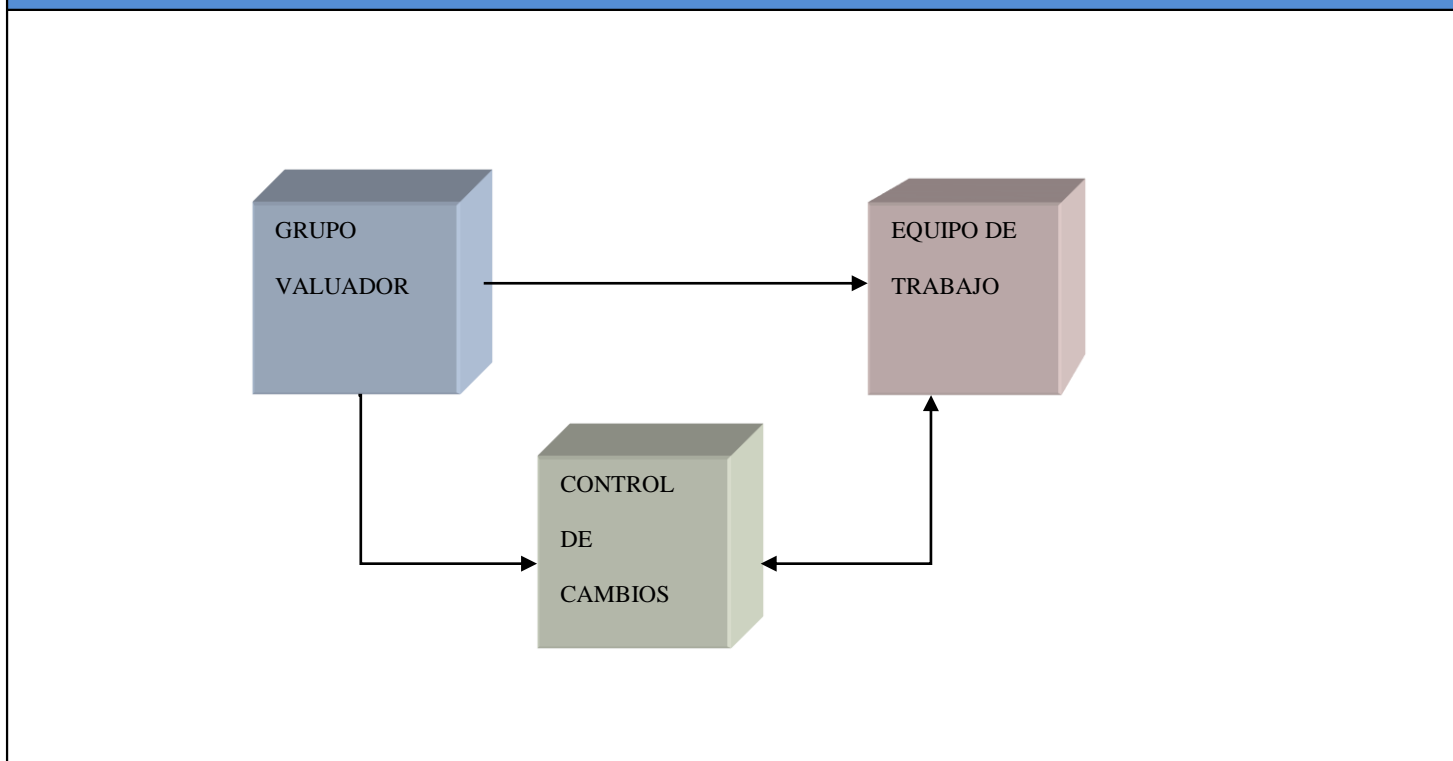 GRUPO
VALUADOR
EQUIPO DE
TRABAJO
CONTROL
DE
CAMBIOS